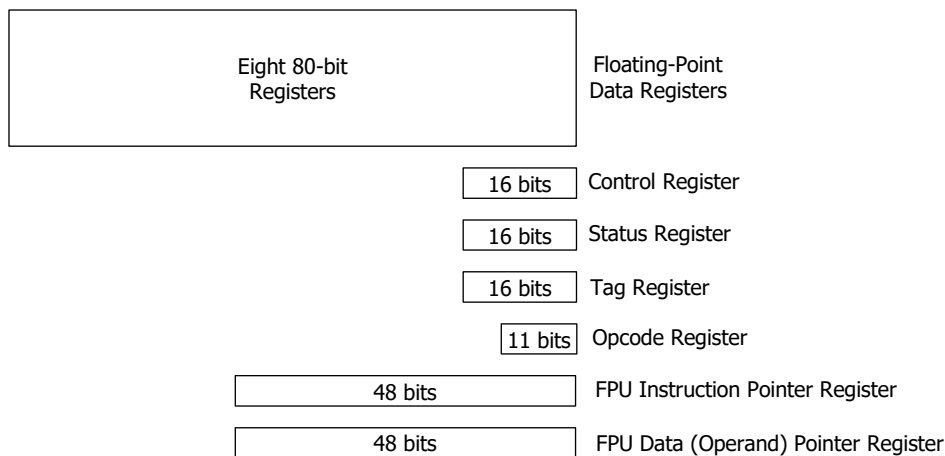 Eight 80-bit
Registers
Floating-Point
Data Registers
16 bits Control Register
16 bits Status Register
16 bits Tag Register
11 bits Opcode Register
48 bits FPU Instruction Pointer Register
48 bits FPU Data (Operand) Pointer Register